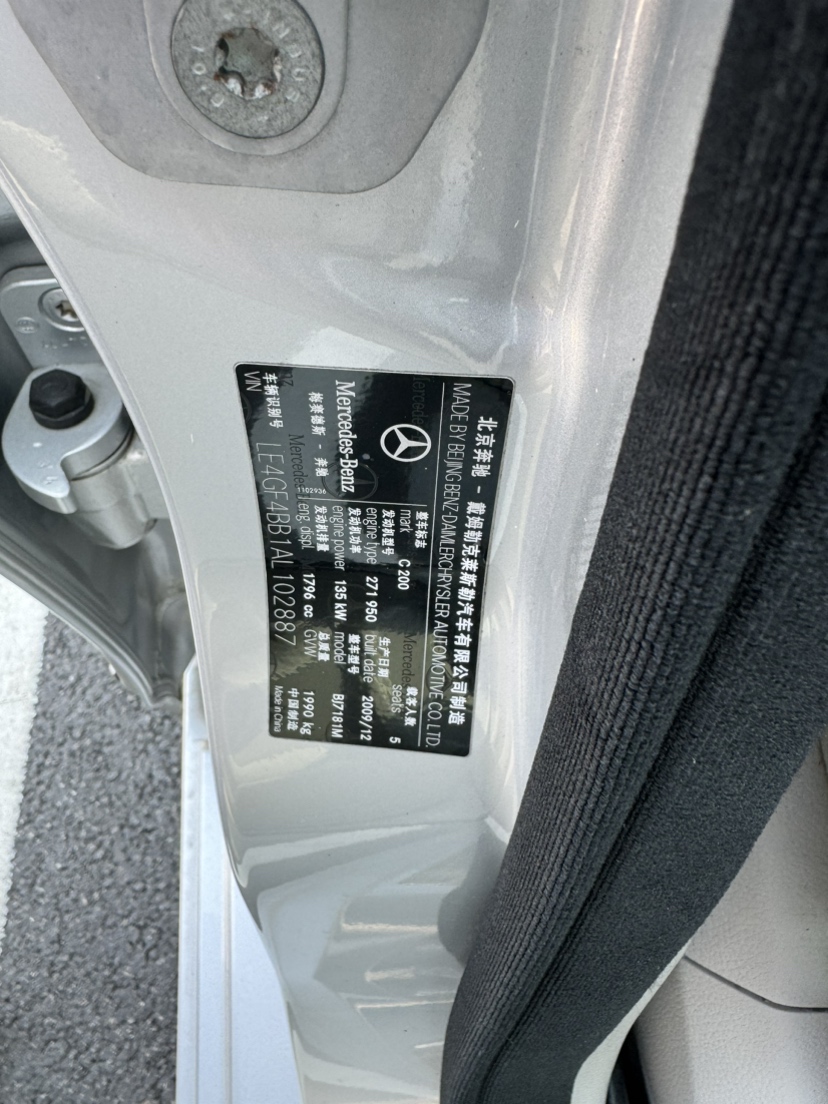 北京奔驰 - 戴姆勒克莱斯勒汽车有限公司制造
MADE BY BEIJING BENZ-DAIMLERCHRYSLER AUTOMOTIVE CO.,LTD.
整车标志 C 200 载客人数 5
mark seats
发动机型号 271 950 生产日期 2009/12
engine type built date
Mercedes-Benz
发动机功率 135 kW 整车型号 BJ7181M
engine power model
梅赛德斯 - 奔驰
发动机排量 1796 cc 总质量 1990 kg
eng. displ. GVW
1102936
车辆识别号 LE4GF4BB1AL102887 中国制造
VIN Made in China